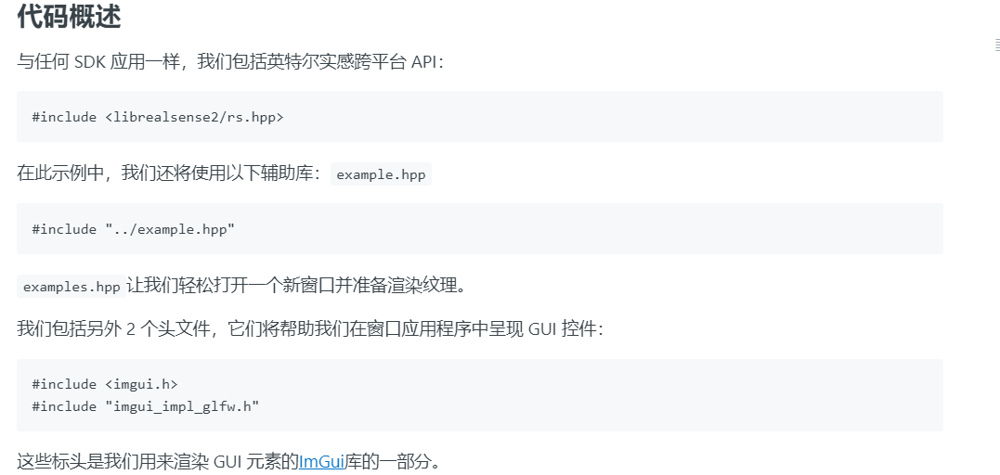 代码概述
与任何 SDK 应用一样，我们包括英特尔实感跨平台 API：
#include <librealsense2/rs.hpp>
在此示例中，我们还将使用以下辅助库： example.hpp
#include "../example.hpp"
examples.hpp 让我们轻松打开一个新窗口并准备渲染纹理。
我们包括另外 2 个头文件，它们将帮助我们在窗口应用程序中呈现 GUI 控件：
#include <imgui.h>
#include "imgui_impl_glfw.h"
这些标头是我们用来渲染 GUI 元素的ImGui库的一部分。